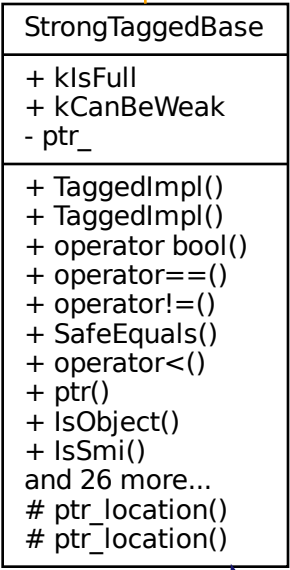 StrongTaggedBase
+ kIsFull
+ kCanBeWeak
- ptr_
+ TaggedImpl()
+ TaggedImpl()
+ operator bool()
+ operator==()
+ operator!=()
+ SafeEquals()
+ operator<()
+ ptr()
+ IsObject()
+ IsSmi()
and 26 more...
# ptr_location()
# ptr_location()